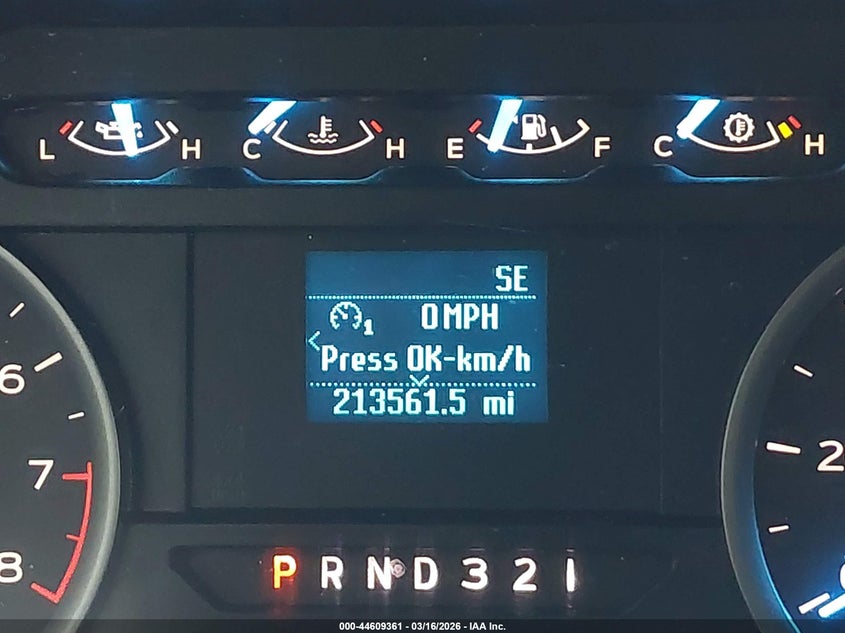 L H C H E F C H
SE
1 0 MPH
Press OK-km/h
213561.5 mi
6
7
8
2
P R N D 3 2 1
000-44609361 - 03/16/2026 - IAA Inc.